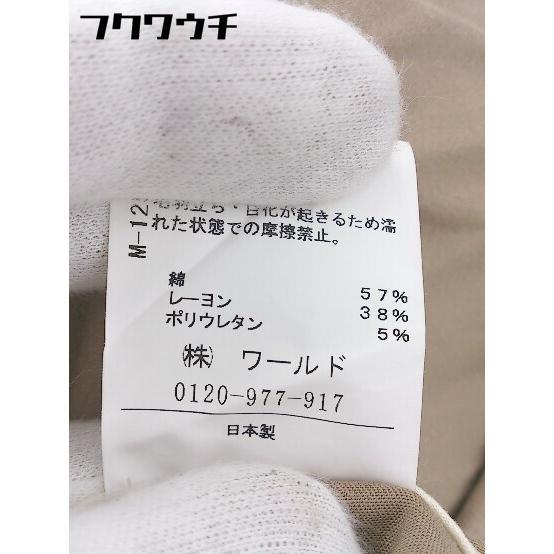 フクワウチ
M-12
毛羽立ち・白化が起きるため濡
れた状態での摩擦禁止。
綿 57%
レーヨン 38%
ポリウレタン 5%
㈱ ワールド
0120-977-917
日本製